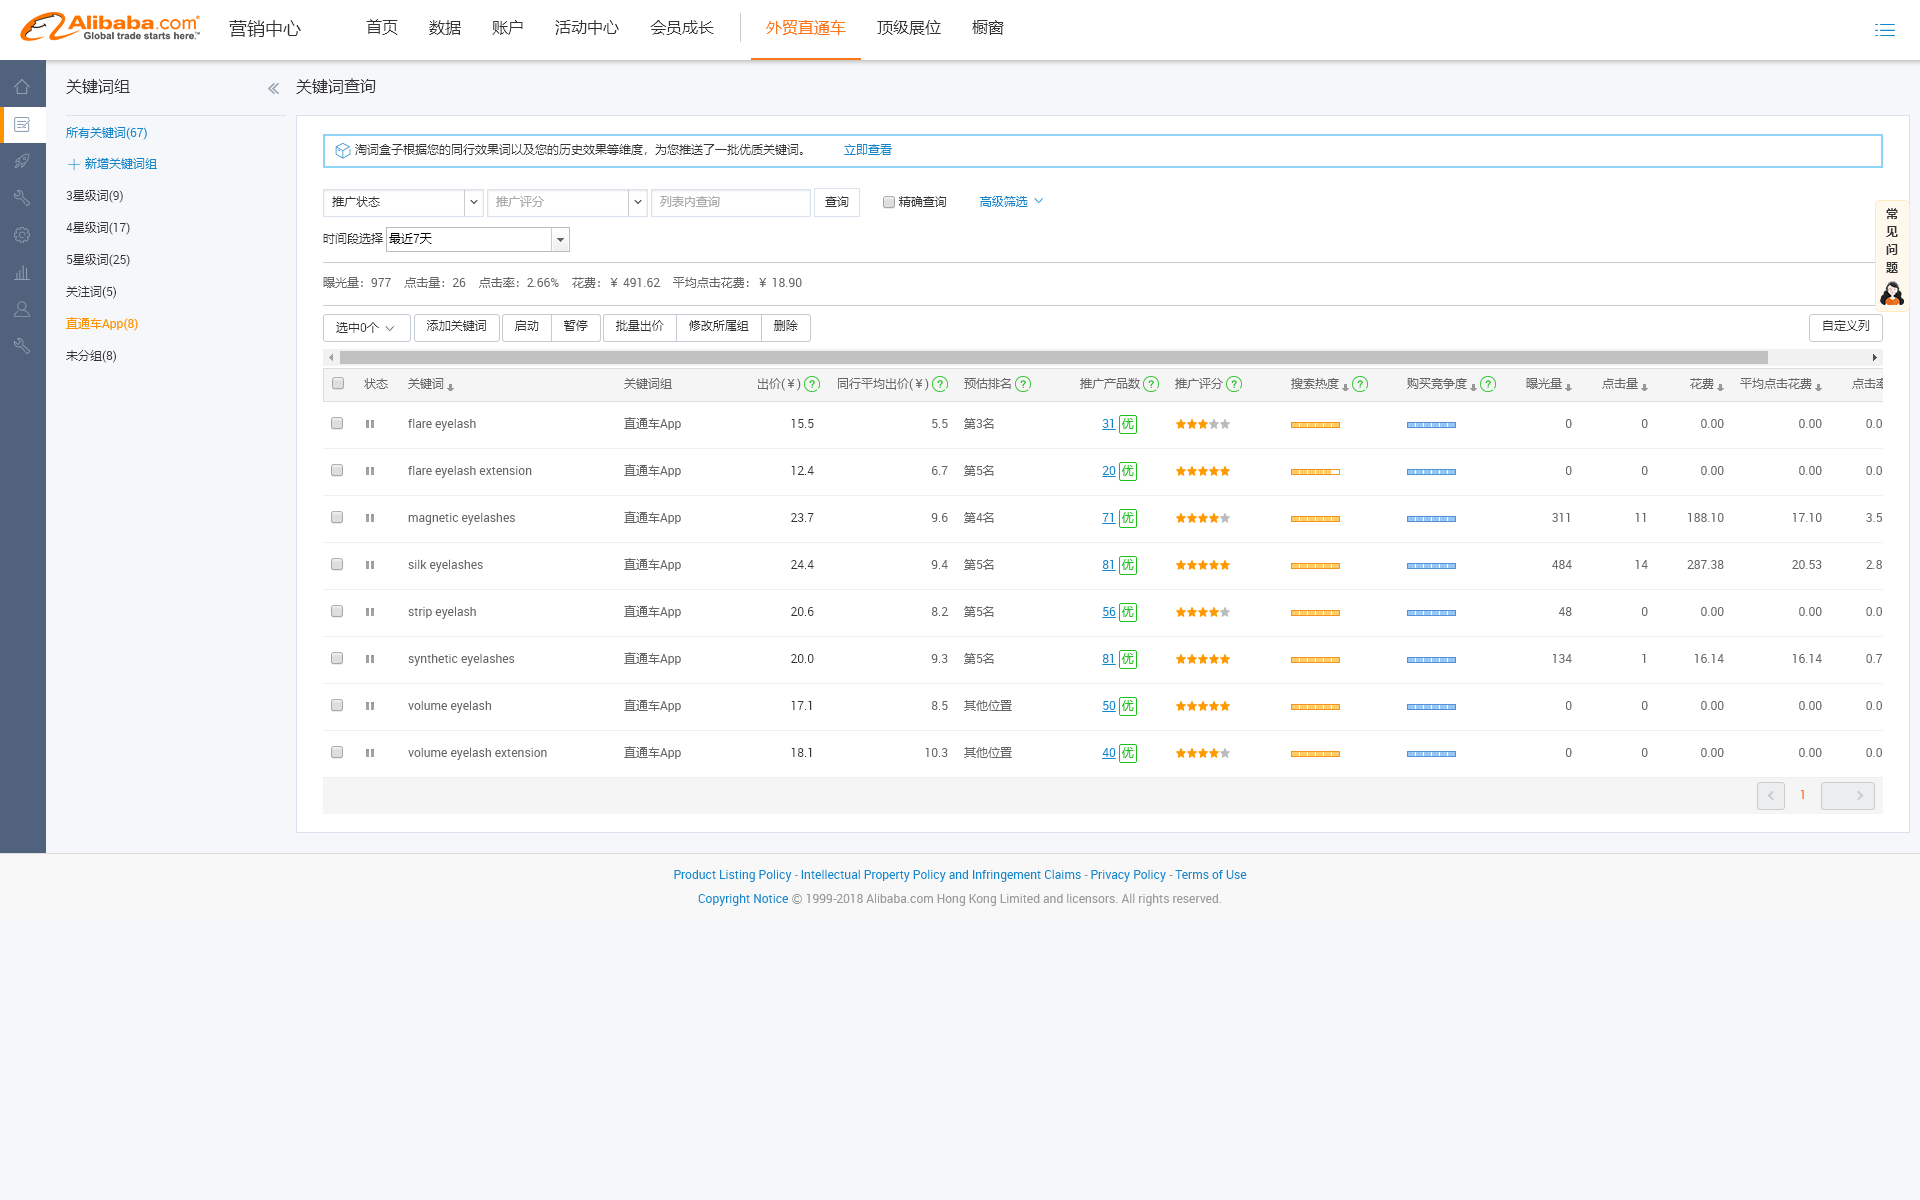 Alibaba.com
Global trade starts here.™
营销中心 首页 数据 账户 活动中心 会员成长 外贸直通车 顶级展位 橱窗
关键词组
所有关键词(67)
新增关键词组
3星级词(9)
4星级词(17)
5星级词(25)
关注词(5)
直通车App(8)
未分组(8)
关键词查询
淘词盒子根据您的同行效果词以及您的历史效果等维度，为您推送了一批优质关键词。 立即查看
推广状态 推广评分 列表内查询 查询 精确查询 高级筛选
时间段选择 最近7天
曝光量：977 点击量：26 点击率：2.66% 花费：¥ 491.62 平均点击花费：¥ 18.90
选中0个 添加关键词 启动 暂停 批量出价 修改所属组 删除 自定义列
状态 关键词 关键词组 出价(¥) ? 同行平均出价(¥) ? 预估排名 ? 推广产品数 ? 推广评分 ? 搜索热度 ? 购买竞争度 ? 曝光量 点击量 花费 平均点击花费 点击率
flare eyelash 直通车App 15.5 5.5 第3名 31 优 0 0 0.00 0.00 0.0
flare eyelash extension 直通车App 12.4 6.7 第5名 20 优 0 0 0.00 0.00 0.0
magnetic eyelashes 直通车App 23.7 9.6 第4名 71 优 311 11 188.10 17.10 3.5
silk eyelashes 直通车App 24.4 9.4 第5名 81 优 484 14 287.38 20.53 2.8
strip eyelash 直通车App 20.6 8.2 第5名 56 优 48 0 0.00 0.00 0.0
synthetic eyelashes 直通车App 20.0 9.3 第5名 81 优 134 1 16.14 16.14 0.7
volume eyelash 直通车App 17.1 8.5 其他位置 50 优 0 0 0.00 0.00 0.0
volume eyelash extension 直通车App 18.1 10.3 其他位置 40 优 0 0 0.00 0.00 0.0
1
常
见
问
题
Product Listing Policy - Intellectual Property Policy and Infringement Claims - Privacy Policy - Terms of Use
Copyright Notice © 1999-2018 Alibaba.com Hong Kong Limited and licensors. All rights reserved.